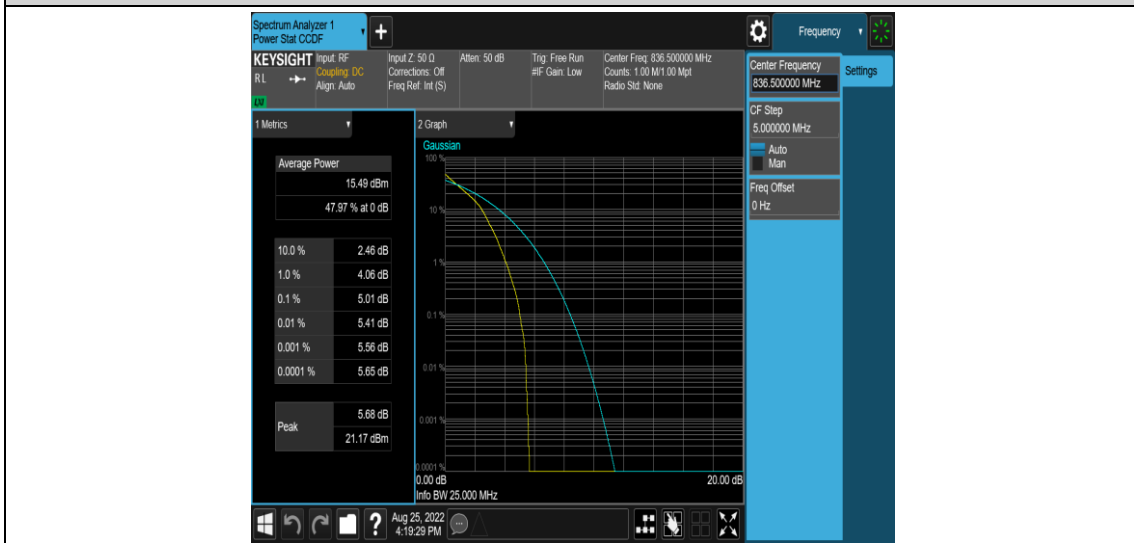 Spectrum Analyzer 1
Power Stat CCDF
+
Frequency
KEYSIGHT
RL
Input: RF
Coupling: DC
Align: Auto
Input Z: 50 Ω
Corrections: Off
Freq Ref: Int (S)
Atten: 50 dB
Trig: Free Run
#IF Gain: Low
Center Freq: 836.500000 MHz
Counts: 1.00 M/1.00 Mpt
Radio Std: None
Center Frequency
836.500000 MHz
Settings
CF Step
5.000000 MHz
Auto
Man
Freq Offset
0 Hz
1 Metrics
Average Power
15.49 dBm
47.97 % at 0 dB
10.0 % 2.46 dB
1.0 % 4.06 dB
0.1 % 5.01 dB
0.01 % 5.41 dB
0.001 % 5.56 dB
0.0001 % 5.65 dB
Peak
5.68 dB
21.17 dBm
2 Graph
Gaussian
100 %
10 %
1 %
0.1 %
0.01 %
0.001 %
0.0001 %
0.00 dB 20.00 dB
Info BW 25.000 MHz
?
Aug 25, 2022
4:19:29 PM